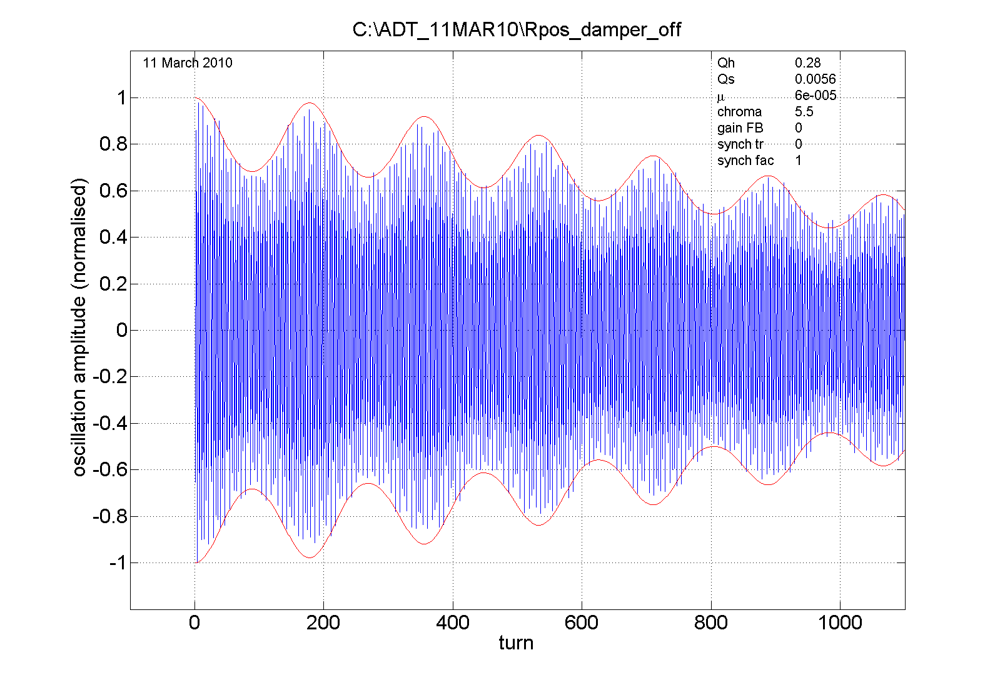 C:\ADT_11MAR10\Rpos_damper_off
11 March 2010
Qh 0.28
Qs 0.0056
μ 6e-005
chroma 5.5
gain FB 0
synch tr 0
synch fac 1
oscillation amplitude (normalised)
1
0.8
0.6
0.4
0.2
0
-0.2
-0.4
-0.6
-0.8
-1
0 200 400 600 800 1000
turn